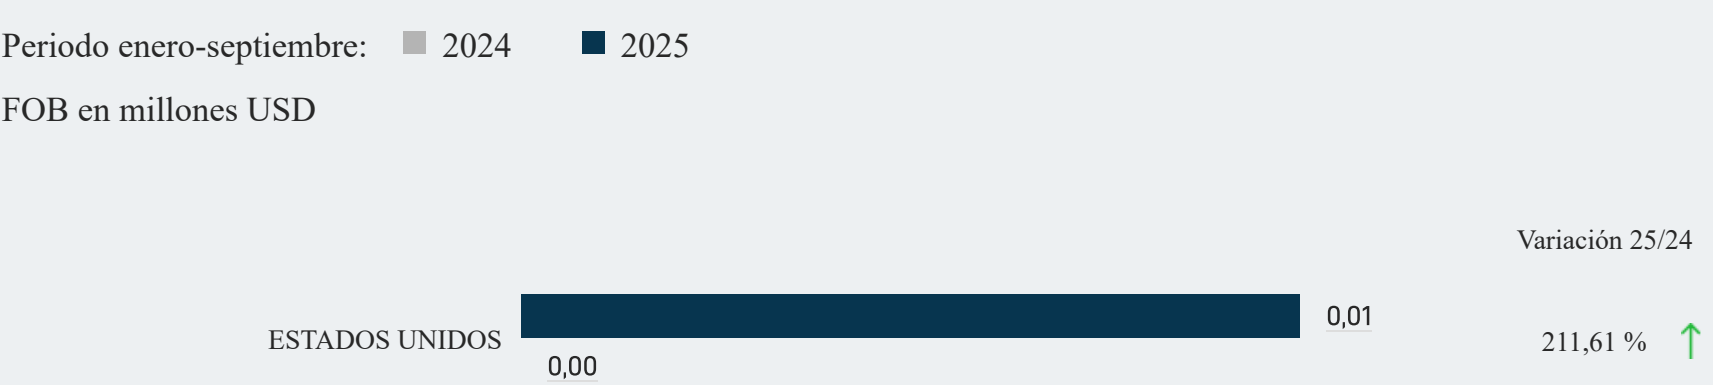 Periodo enero-septiembre: 2024 2025
FOB en millones USD
Variación 25/24
ESTADOS UNIDOS 0,01 211,61 %
0,00